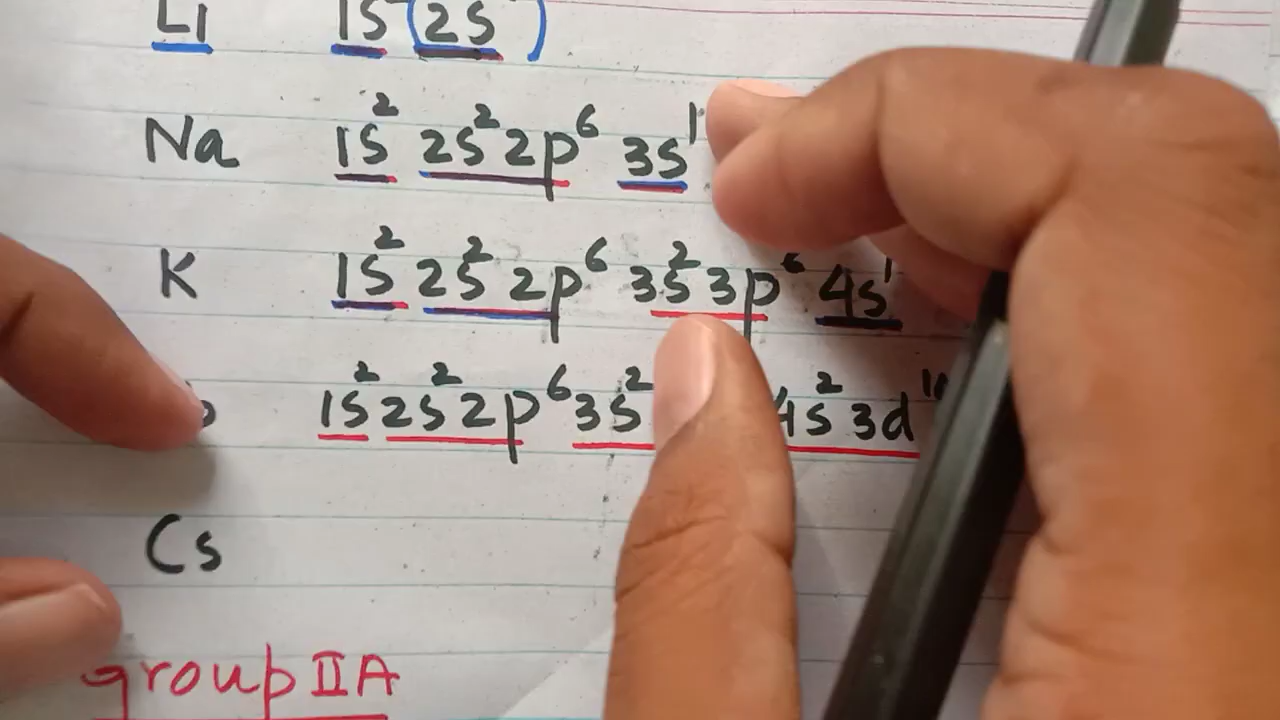 Li 1s 2s
Na 1s² 2s² 2p⁶ 3s¹
K 1s² 2s² 2p⁶ 3s² 3p⁶ 4s¹
1s² 2s² 2p⁶ 3s² 4s² 3d¹⁰
Cs
group IIA